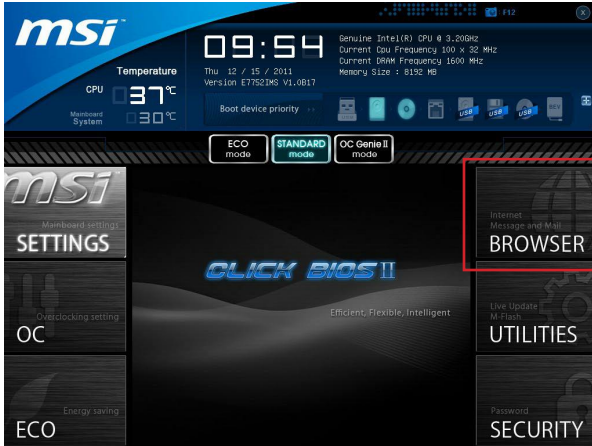 msi
F12
09:54
Genuine Intel(R) CPU @ 3.20GHz
Current Cpu Frequency 100 x 32 MHz
Current DRAM Frequency 1600 MHz
Memory Size : 8192 MB
Temperature
Thu 12 / 15 / 2011
Version E7752IMS V1.0B17
CPU 37°C
Mainboard
System 30°C
Boot device priority
USB USB USB
ECO
mode
STANDARD
mode
OC Genie II
mode
msi
Mainboard settings
SETTINGS
Internet
Message and Mail
BROWSER
CLICK BIOS II
Efficient, Flexible, Intelligent
Overclocking setting
OC
Live Update
M-Flash
UTILITIES
Energy saving
ECO
Password
SECURITY